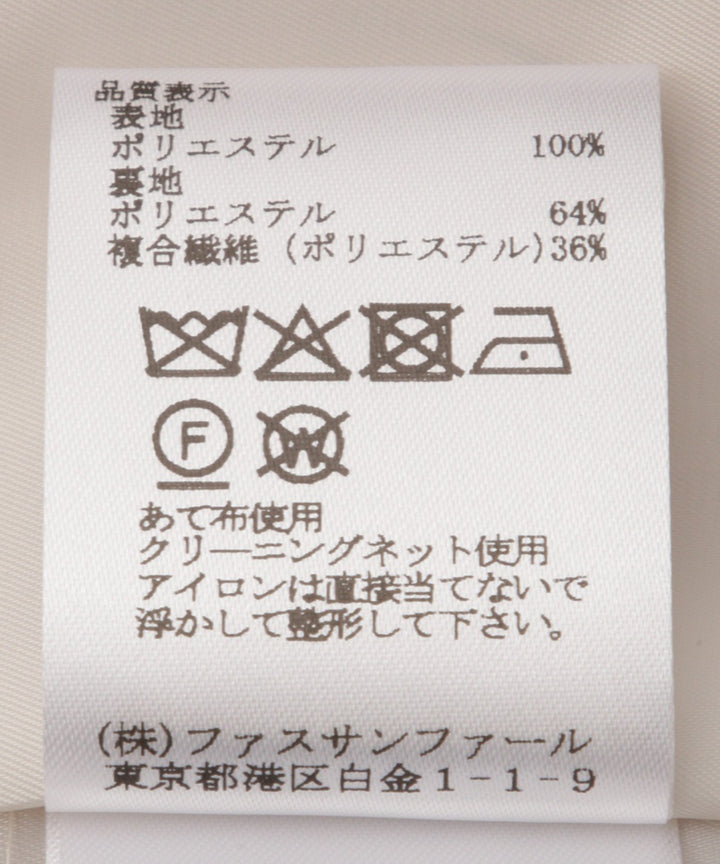 品質表示
表地
ポリエステル 100%
裏地
ポリエステル 64%
複合繊維 (ポリエステル)36%
F W
あて布使用
クリーニングネット使用
アイロンは直接当てないで
浮かして整形して下さい。
(株)ファスサンファール
東京都港区白金1-1-9